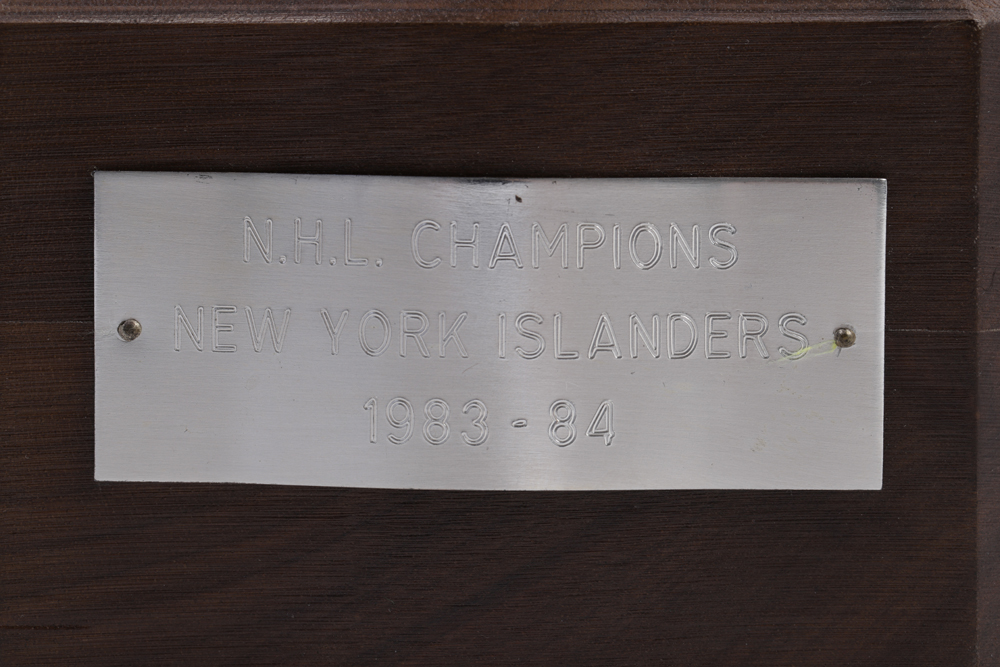 N.H.L. CHAMPIONS
NEW YORK ISLANDERS
1983 - 84